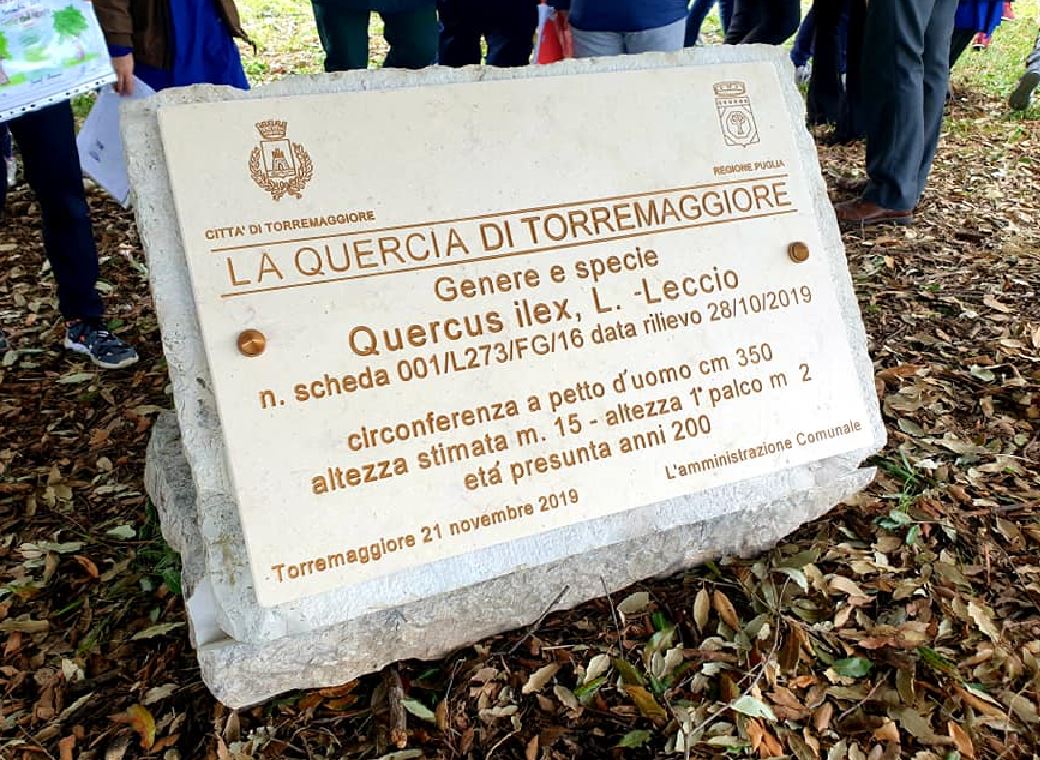 CITTA' DI TORREMAGGIORE
REGIONE PUGLIA
LA QUERCIA DI TORREMAGGIORE
Genere e specie
Quercus ilex, L. -Leccio
n. scheda 001/L273/FG/16 data rilievo 28/10/2019
circonferenza a petto d'uomo cm 350
altezza stimata m. 15 - altezza 1° palco m 2
etá presunta anni 200
L'amministrazione Comunale
Torremaggiore 21 novembre 2019